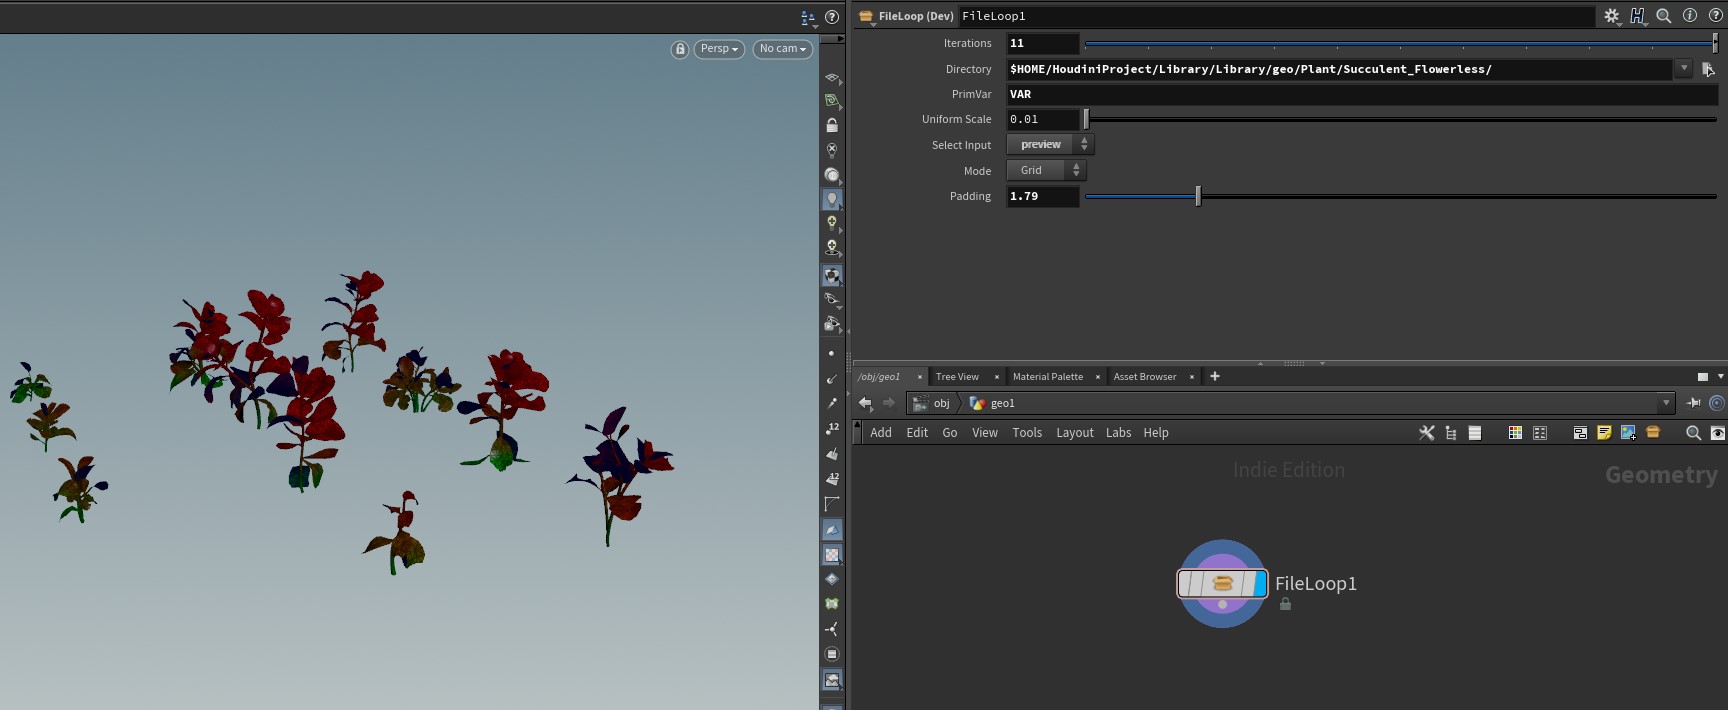 FileLoop (Dev) FileLoop1
Persp No cam
Iterations 11
Directory $HOME/HoudiniProject/Library/Library/geo/Plant/Succulent_Flowerless/
PrimVar VAR
Uniform Scale 0.01
Select Input preview
Mode Grid
Padding 1.79
/obj/geo1 Tree View Material Palette Asset Browser
obj geo1
Add Edit Go View Tools Layout Labs Help
12
12
Indie Edition
Geometry
FileLoop1